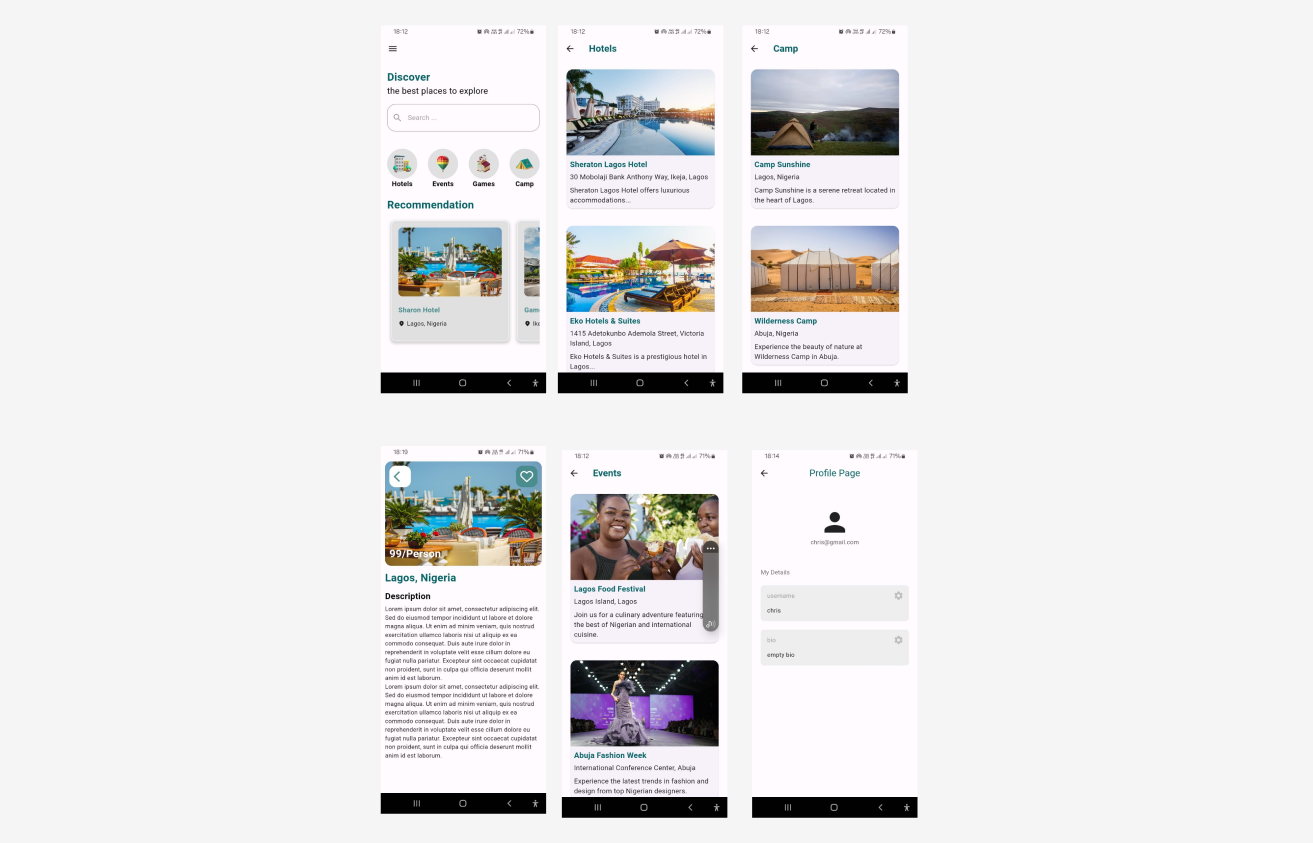 18:12
72%
Discover
the best places to explore
Search ...
Hotels
Events
Games
Camp
Recommendation
Sharon Hotel
Lagos, Nigeria
Gam
Ike
18:12
72%
Hotels
Sheraton Lagos Hotel
30 Mobolaji Bank Anthony Way, Ikeja, Lagos
Sheraton Lagos Hotel offers luxurious
accommodations...
Eko Hotels & Suites
1415 Adetokunbo Ademola Street, Victoria
Island, Lagos
Eko Hotels & Suites is a prestigious hotel in
Lagos...
18:12
72%
Camp
Camp Sunshine
Lagos, Nigeria
Camp Sunshine is a serene retreat located in
the heart of Lagos.
Wilderness Camp
Abuja, Nigeria
Experience the beauty of nature at
Wilderness Camp in Abuja.
18:19
71%
99/Person
Lagos, Nigeria
Description
Lorem ipsum dolor sit amet, consectetur adipiscing elit.
Sed do eiusmod tempor incididunt ut labore et dolore
magna aliqua. Ut enim ad minim veniam, quis nostrud
exercitation ullamco laboris nisi ut aliquip ex ea
commodo consequat. Duis aute irure dolor in
reprehenderit in voluptate velit esse cillum dolore eu
fugiat nulla pariatur. Excepteur sint occaecat cupidatat
non proident, sunt in culpa qui officia deserunt mollit
anim id est laborum.
Lorem ipsum dolor sit amet, consectetur adipiscing elit.
Sed do eiusmod tempor incididunt ut labore et dolore
magna aliqua. Ut enim ad minim veniam, quis nostrud
exercitation ullamco laboris nisi ut aliquip ex ea
commodo consequat. Duis aute irure dolor in
reprehenderit in voluptate velit esse cillum dolore eu
fugiat nulla pariatur. Excepteur sint occaecat cupidatat
non proident, sunt in culpa qui officia deserunt mollit
anim id est laborum.
18:12
71%
Events
Lagos Food Festival
Lagos Island, Lagos
Join us for a culinary adventure featuring
the best of Nigerian and international
cuisine.
Abuja Fashion Week
International Conference Center, Abuja
Experience the latest trends in fashion and
design from top Nigerian designers.
18:14
71%
Profile Page
chris@gmail.com
My Details
username
chris
bio
empty bio